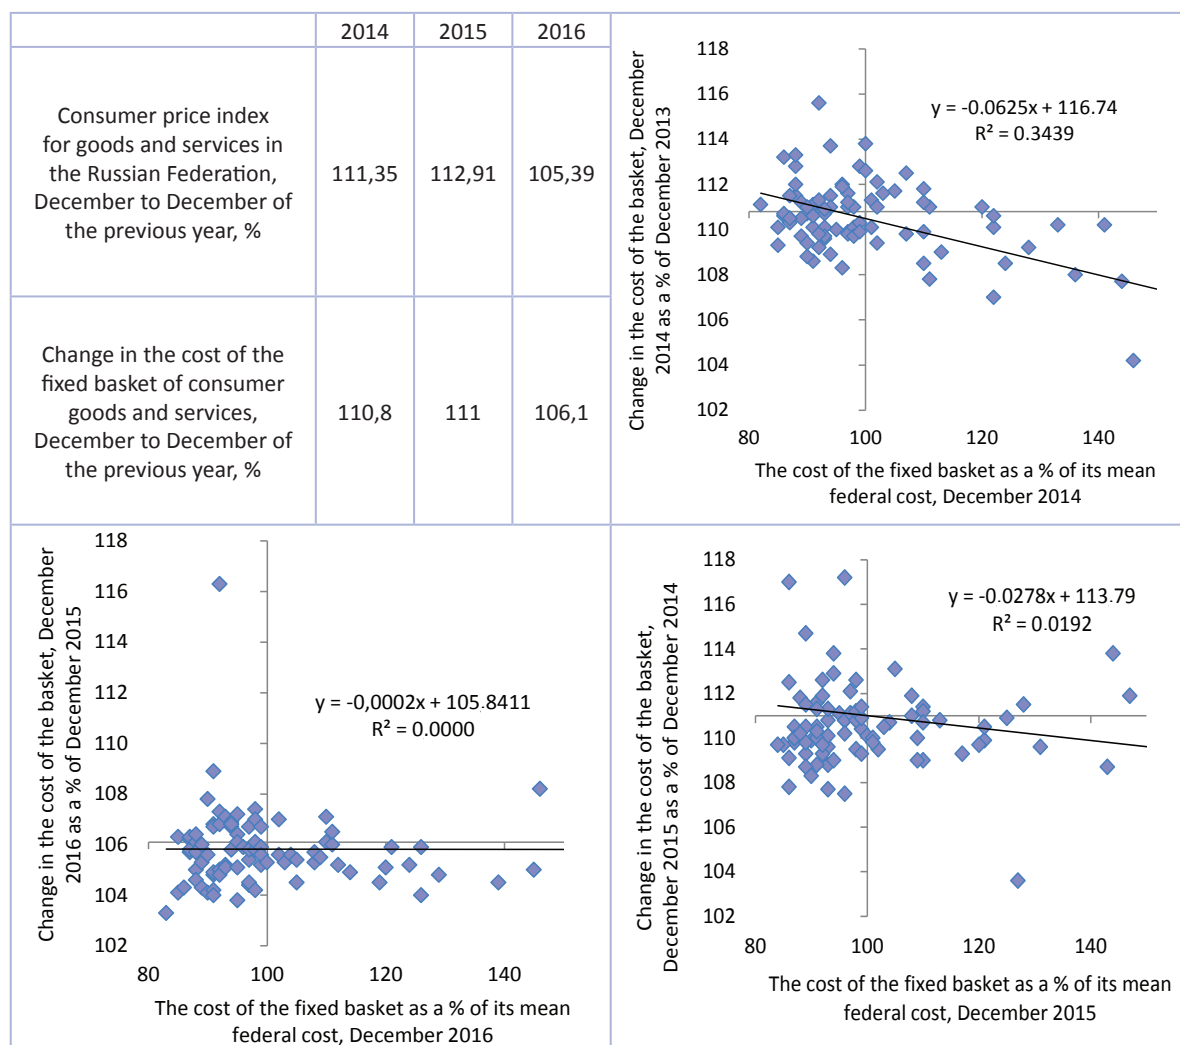 2014 2015 2016
Consumer price index
for goods and services in
the Russian Federation,
December to December of
the previous year, %
111,35 112,91 105,39
Change in the cost of the
fixed basket of consumer
goods and services,
December to December of
the previous year, %
110,8 111 106,1
Change in the cost of the basket, December
2014 as a % of December 2013
118
116
114
112
110
108
106
104
102
y = -0.0625x + 116.74
R² = 0.3439
80 100 120 140
The cost of the fixed basket as a % of its mean
federal cost, December 2014
Change in the cost of the basket, December
2016 as a % of December 2015
118
116
114
112
110
108
106
104
102
y = -0,0002x + 105.8411
R² = 0.0000
80 100 120 140
The cost of the fixed basket as a % of its mean
federal cost, December 2016
Change in the cost of the basket,
December 2015 as a % of December 2014
118
116
114
112
110
108
106
104
102
y = -0.0278x + 113.79
R² = 0.0192
80 100 120 140
The cost of the fixed basket as a % of its mean
federal cost, December 2015